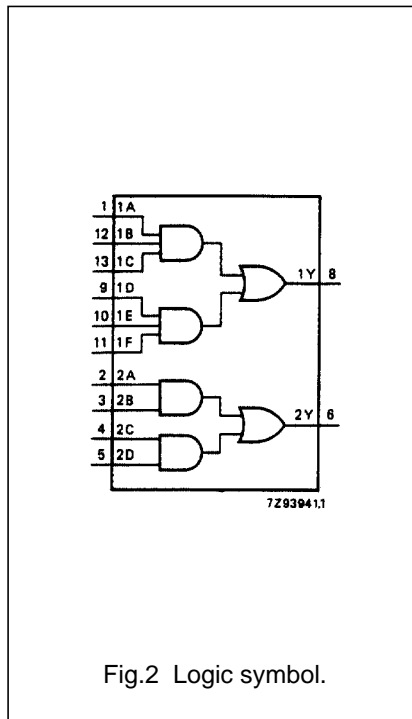 1 1A
12 1B
13 1C
1Y 8
9 1D
10 1E
11 1F
2 2A
3 2B
2Y 6
4 2C
5 2D
7Z93941.1
Fig.2 Logic symbol.